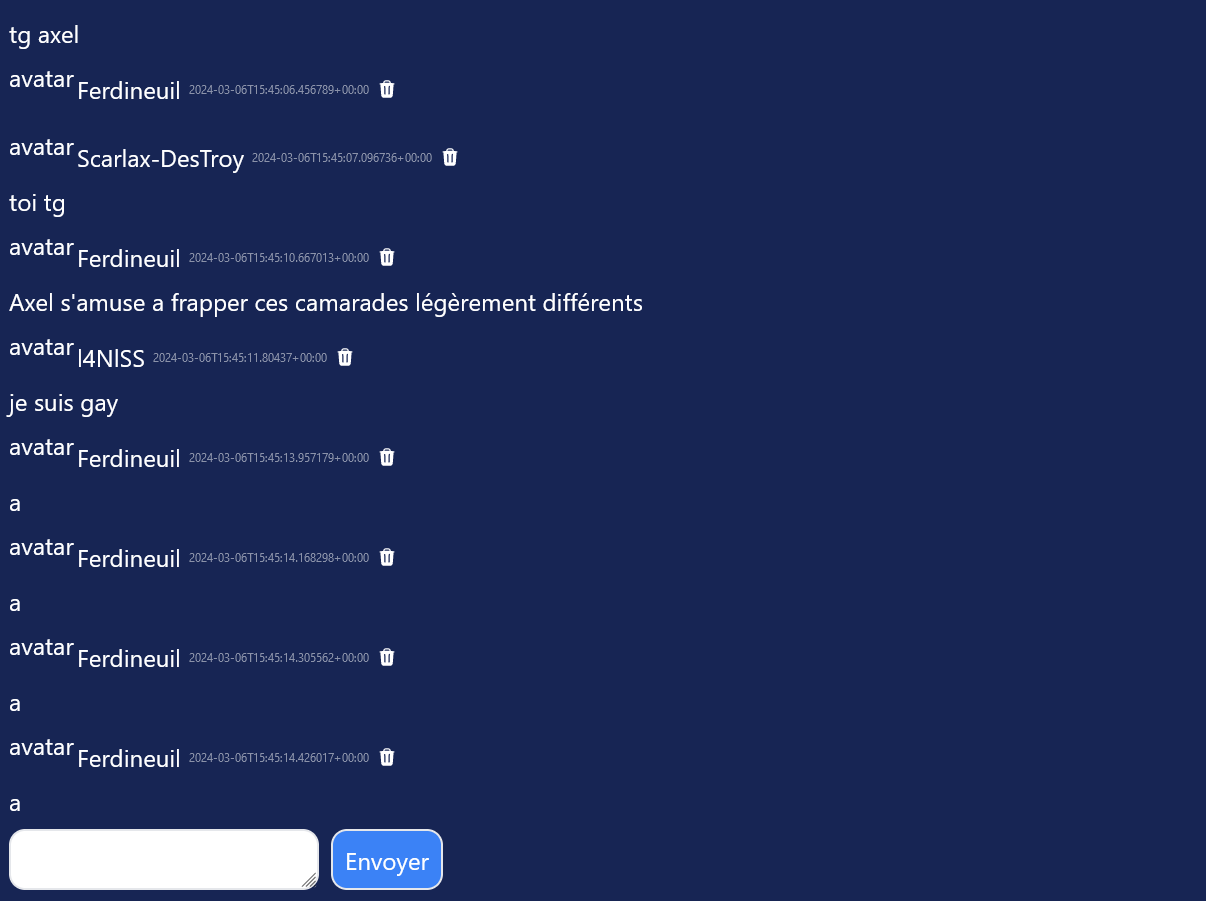 tg axel
avatar Ferdineuil 2024-03-06T15:45:06.456789+00:00
avatar Scarlax-DesTroy 2024-03-06T15:45:07.096736+00:00
toi tg
avatar Ferdineuil 2024-03-06T15:45:10.667013+00:00
Axel s'amuse a frapper ces camarades légèrement différents
avatar l4NlSS 2024-03-06T15:45:11.80437+00:00
je suis gay
avatar Ferdineuil 2024-03-06T15:45:13.957179+00:00
a
avatar Ferdineuil 2024-03-06T15:45:14.168298+00:00
a
avatar Ferdineuil 2024-03-06T15:45:14.305562+00:00
a
avatar Ferdineuil 2024-03-06T15:45:14.426017+00:00
a
Envoyer